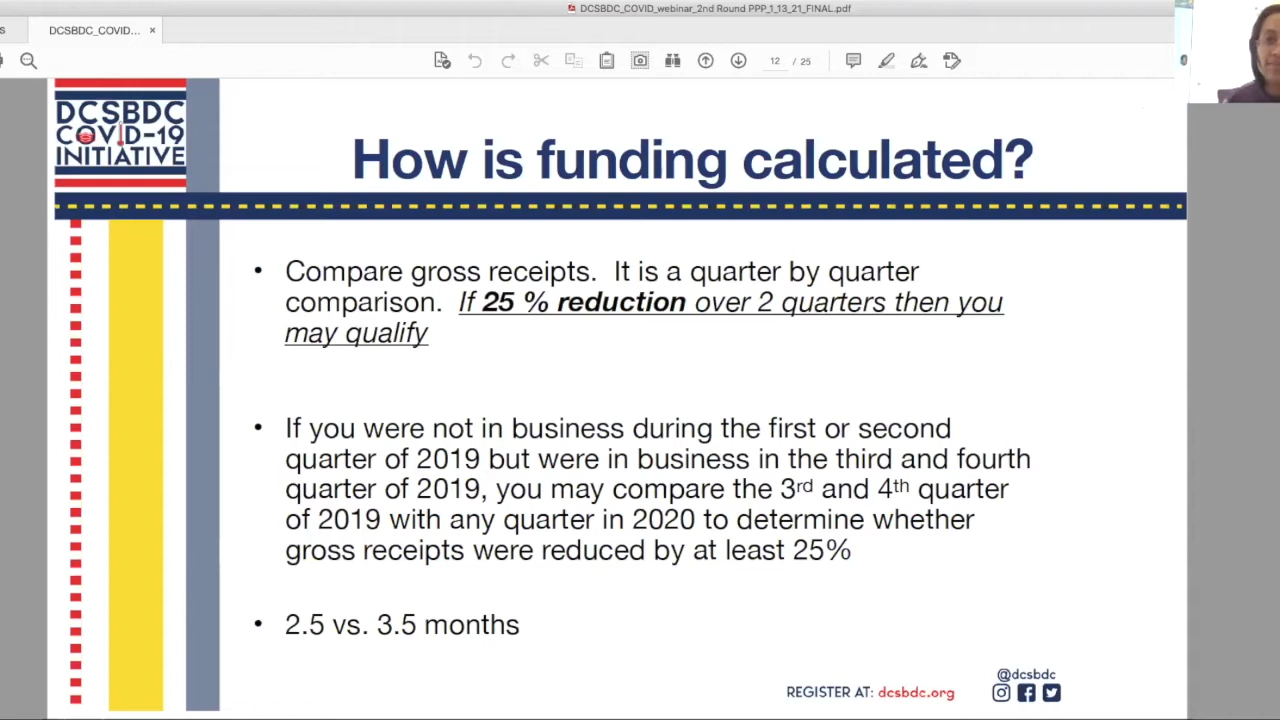 DCSBDC_COVID_webinar_2nd Round PPP_1_13_21_FINAL.pdf
s DCSBDC_COVID... ×
12 / 25
DCSBDC
COVID-19
INITIATIVE
How is funding calculated?
• Compare gross receipts. It is a quarter by quarter
comparison. If 25 % reduction over 2 quarters then you
may qualify
• If you were not in business during the first or second
quarter of 2019 but were in business in the third and fourth
quarter of 2019, you may compare the 3rd and 4th quarter
of 2019 with any quarter in 2020 to determine whether
gross receipts were reduced by at least 25%
• 2.5 vs. 3.5 months
@dcsbdc
REGISTER AT: dcsbdc.org